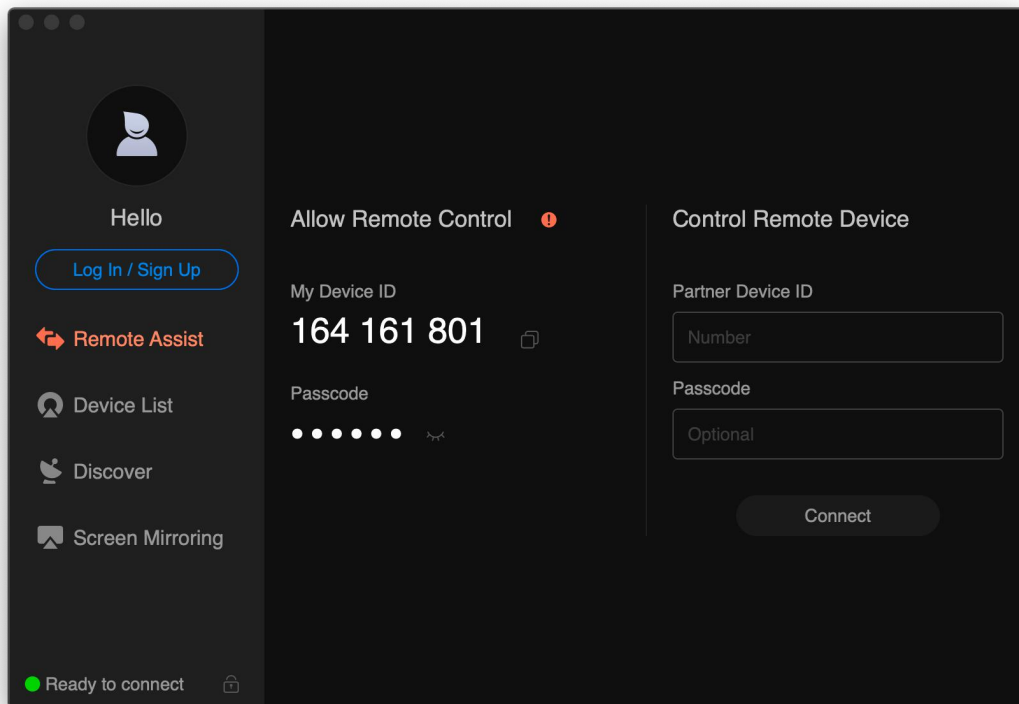 Hello
Log In / Sign Up
Remote Assist
Device List
Discover
Screen Mirroring
Ready to connect
Allow Remote Control
My Device ID
164 161 801
Passcode
Control Remote Device
Partner Device ID
Number
Passcode
Optional
Connect